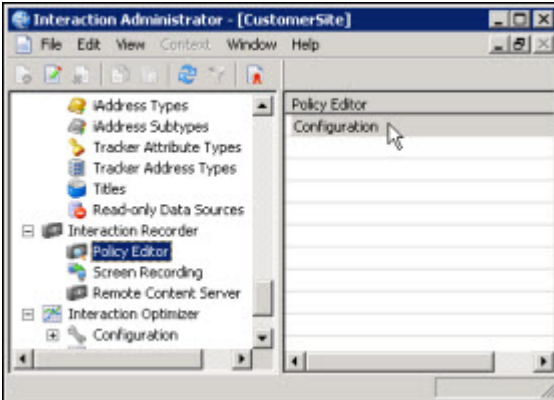 Interaction Administrator - [CustomerSite]
File Edit View Context Window Help
iAddress Types
iAddress Subtypes
Tracker Attribute Types
Tracker Address Types
Titles
Read-only Data Sources
Interaction Recorder
Policy Editor
Screen Recording
Remote Content Server
Interaction Optimizer
Configuration
Policy Editor
Configuration